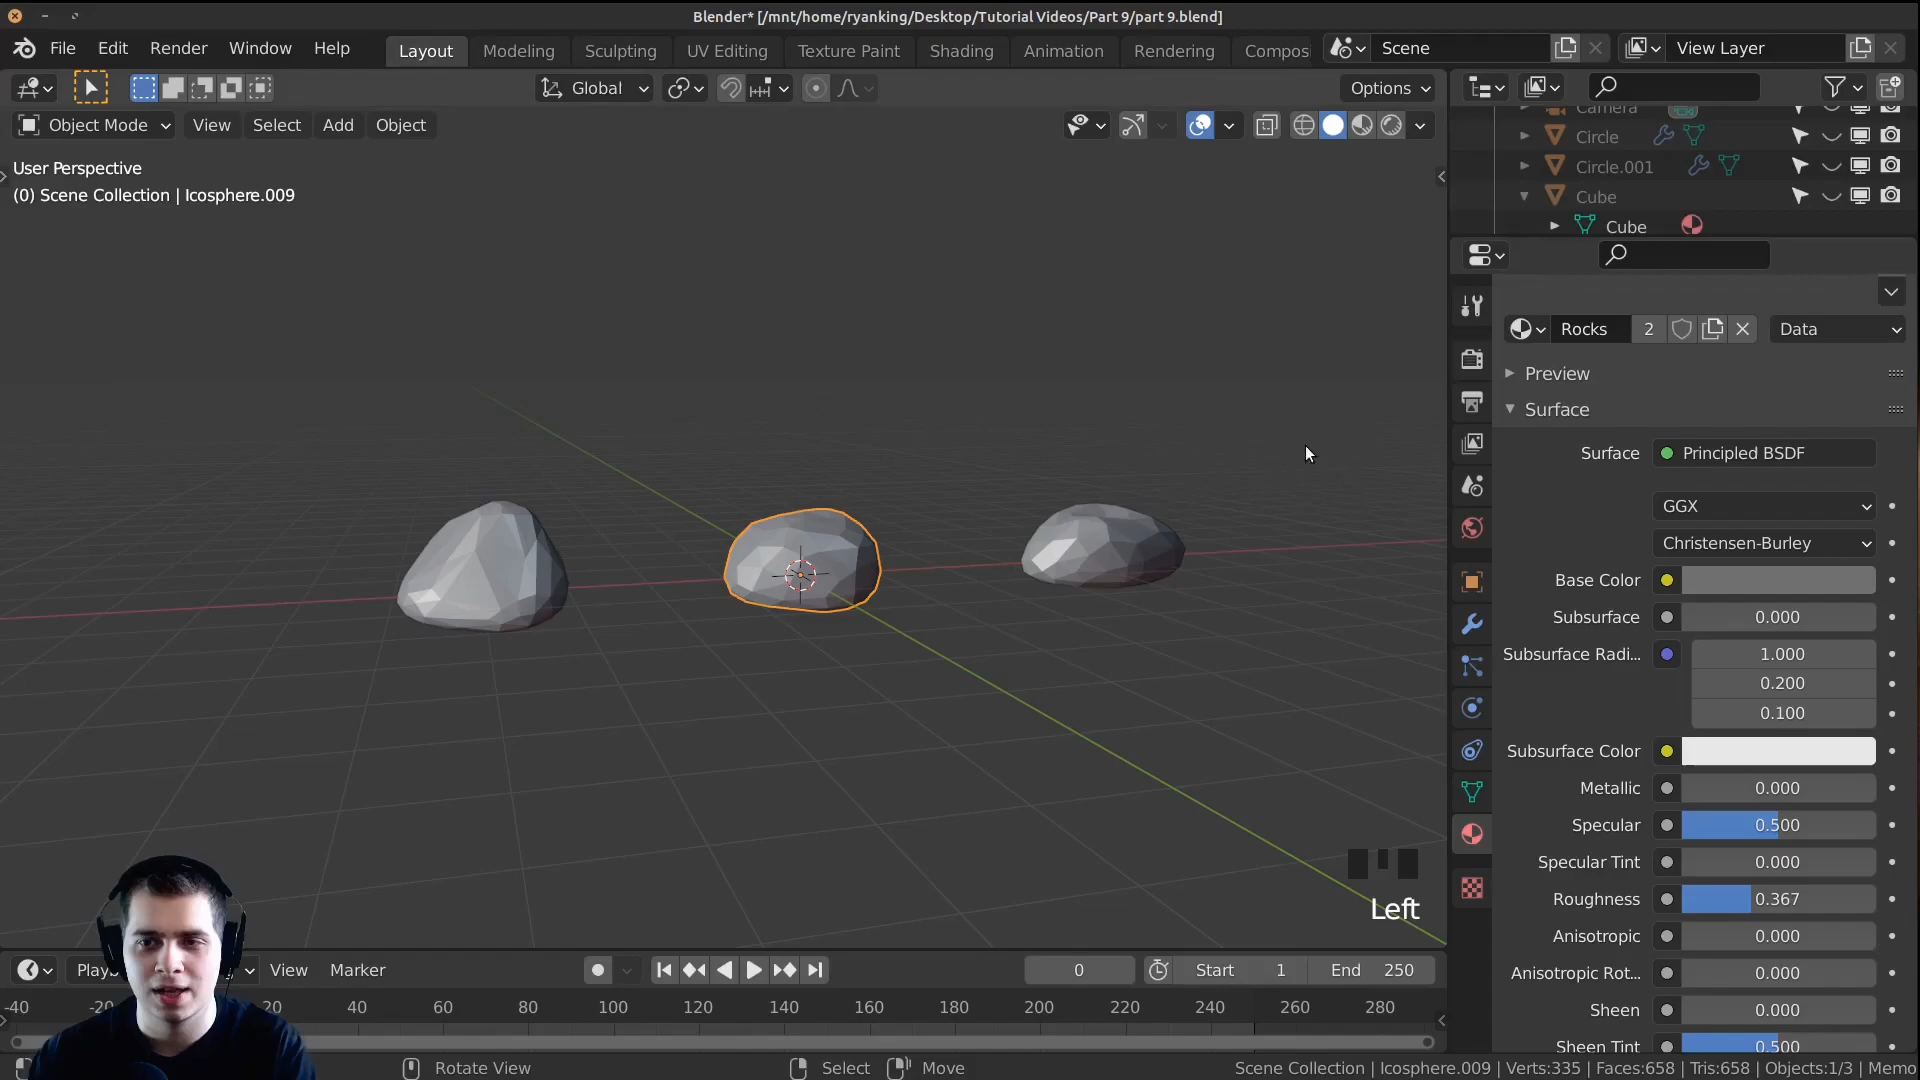 Blender* [/mnt/home/ryanking/Desktop/Tutorial Videos/Part 9/part 9.blend]
File Edit Render Window Help Layout Modeling Sculpting UV Editing Texture Paint Shading Animation Rendering Compos Scene View Layer
Global Options
Object Mode View Select Add Object
User Perspective
(0) Scene Collection | Icosphere.009
Camera
Circle
Circle.001
Cube
Cube
Rocks 2 Data
Preview
Surface
Surface Principled BSDF
GGX
Christensen-Burley
Base Color
Subsurface 0.000
Subsurface Radi... 1.000
0.200
0.100
Subsurface Color
Metallic 0.000
Specular 0.500
Specular Tint 0.000
Roughness 0.367
Anisotropic 0.000
Anisotropic Rot... 0.000
Sheen 0.000
Sheen Tint 0.500
Left
Playb View Marker 0 Start 1 End 250
-40 -20 20 40 60 80 100 120 140 160 180 200 220 240 260 280
Rotate View Select Move Scene Collection | Icosphere.009 | Verts:335 | Faces:658 | Tris:658 | Objects:1/3 | Memo